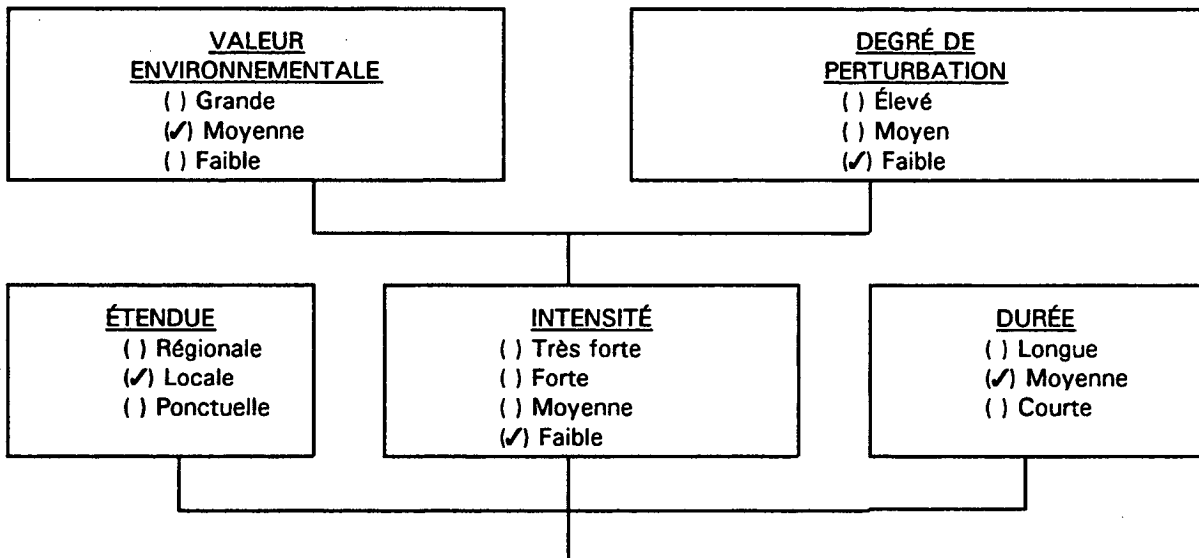 VALEUR
ENVIRONNEMENTALE
( ) Grande
(✓) Moyenne
( ) Faible
DEGRÉ DE
PERTURBATION
( ) Élevé
( ) Moyen
(✓) Faible
ÉTENDUE
( ) Régionale
(✓) Locale
( ) Ponctuelle
INTENSITÉ
( ) Très forte
( ) Forte
( ) Moyenne
(✓) Faible
DURÉE
( ) Longue
(✓) Moyenne
( ) Courte